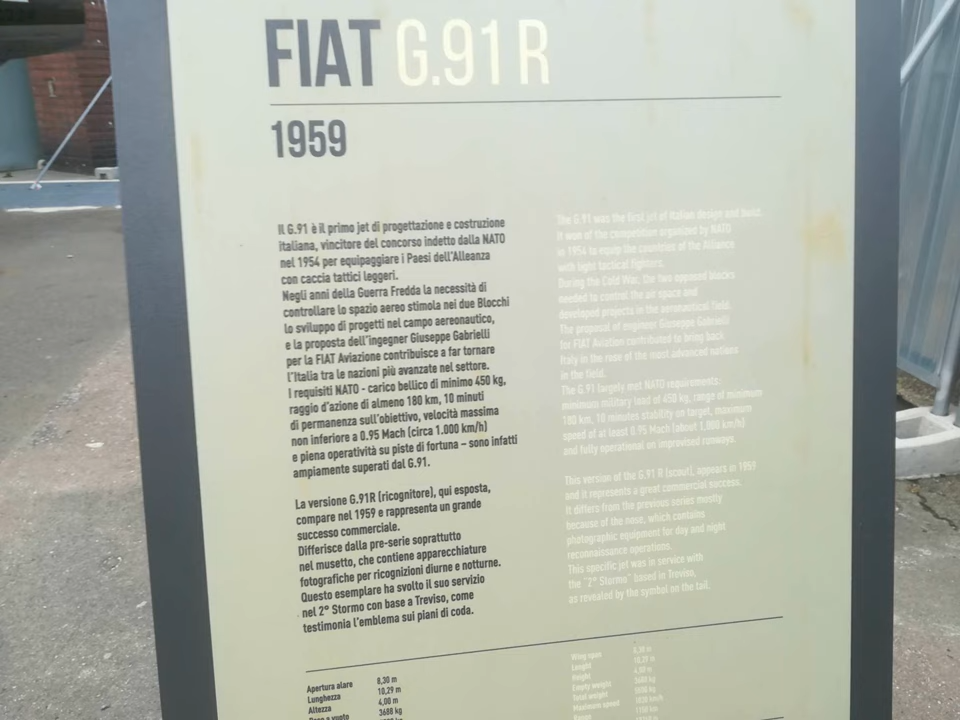 FIAT G.91 R
1959
Il G.91 è il primo jet di progettazione e costruzione
italiana, vincitore del concorso indetto dalla NATO
nel 1954 per equipaggiare i Paesi dell'Alleanza
con caccia tattici leggeri.
Negli anni della Guerra Fredda la necessità di
controllare lo spazio aereo stimola nei due Blocchi
lo sviluppo di progetti nel campo aeronautico,
e la proposta dell'ingegner Giuseppe Gabrielli
per la FIAT Aviazione contribuisce a far tornare
l'Italia tra le nazioni più avanzate nel settore.
I requisiti NATO - carico bellico di minimo 450 kg,
raggio d'azione di almeno 180 km, 10 minuti
di permanenza sull'obiettivo, velocità massima
non inferiore a 0.95 Mach (circa 1.000 km/h)
e piena operatività su piste di fortuna – sono infatti
ampiamente superati dal G.91.
La versione G.91R (ricognitore), qui esposta,
compare nel 1959 e rappresenta un grande
successo commerciale.
Differisce dalla pre-serie soprattutto
nel musetto, che contiene apparecchiature
fotografiche per ricognizioni diurne e notturne.
Questo esemplare ha svolto il suo servizio
nel 2° Stormo con base a Treviso, come
testimonia l'emblema sui piani di coda.
The G.91 was the first jet of Italian design and build.
It won of the competition organized by NATO
in 1954 to equip the countries of the Alliance
with light tactical fighters.
During the Cold War, the two opposed blocks
needed to control the air space and
developed projects in the aeronautical field.
The proposal of engineer Giuseppe Gabrielli
for FIAT Aviation contributed to bring back
Italy in the rose of the most advanced nations
in the field.
The G.91 largely met NATO requirements:
minimum military load of 450 kg, range of minimum
180 km, 10 minutes stability on target, maximum
speed of at least 0.95 Mach (about 1.000 km/h)
and fully operational on improvised runways.
This version of the G.91 R (scout), appears in 1959
and it represents a great commercial success.
It differs from the previous series mostly
because of the nose, which contains
photographic equipment for day and night
reconnaissance operations.
This specific jet was in service with
the "2° Stormo" based in Treviso,
as revealed by the symbol on the tail.
Apertura alare 8,30 m
Lunghezza 10,29 m
Altezza 4,00 m
Peso a vuoto 3688 kg
Wing span 8,30 m
Lenght 10,29 m
Height 4,00 m
Empty weight 3688 kg
Total weight
Maximum speed
Range